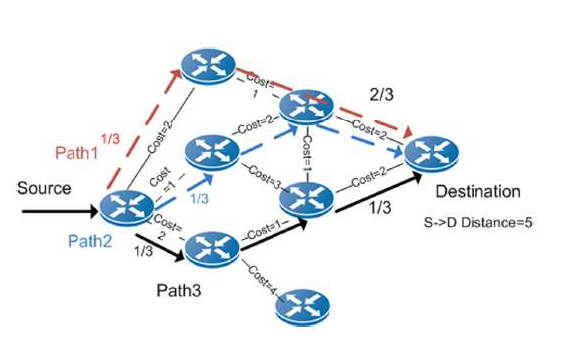 Cost=
1
2/3
Cost=2
Cost=2
1/3
Cost=2
Path1
Cost=1
Cost
=1
Cost=3
Cost=2
Source
Destination
1/3
1/3
S->D Distance=5
Cost=
2
Cost=1
Path2
1/3
Cost=4
Path3